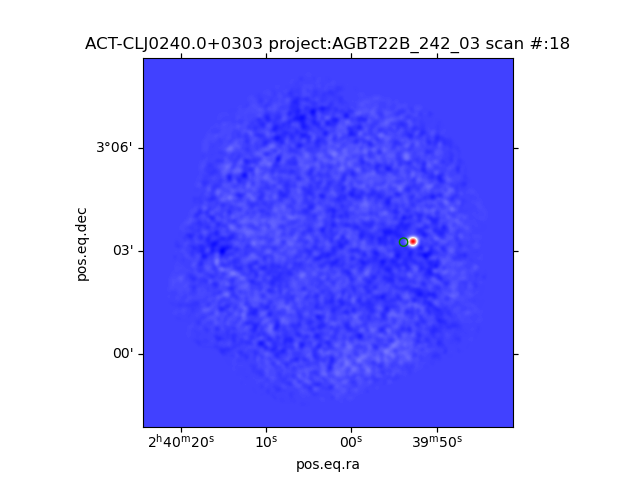 ACT-CLJ0240.0+0303 project:AGBT22B_242_03 scan #:18
pos.eq.dec
3°06'
03'
00'
2ʰ40ᵐ20ˢ 10ˢ 00ˢ 39ᵐ50ˢ
pos.eq.ra